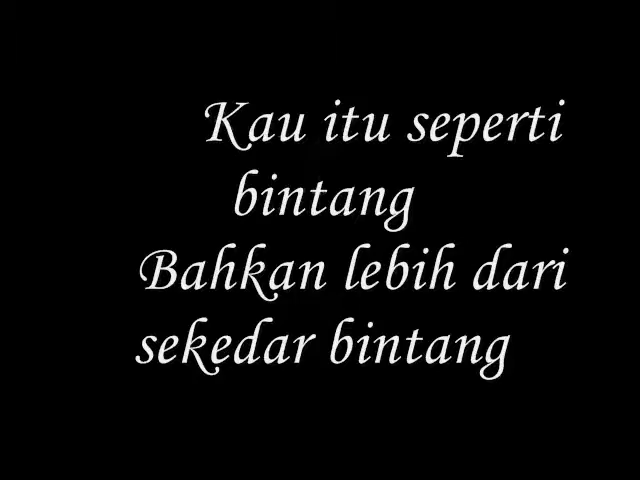 Kau itu seperti
bintang
Bahkan lebih dari
sekedar bintang